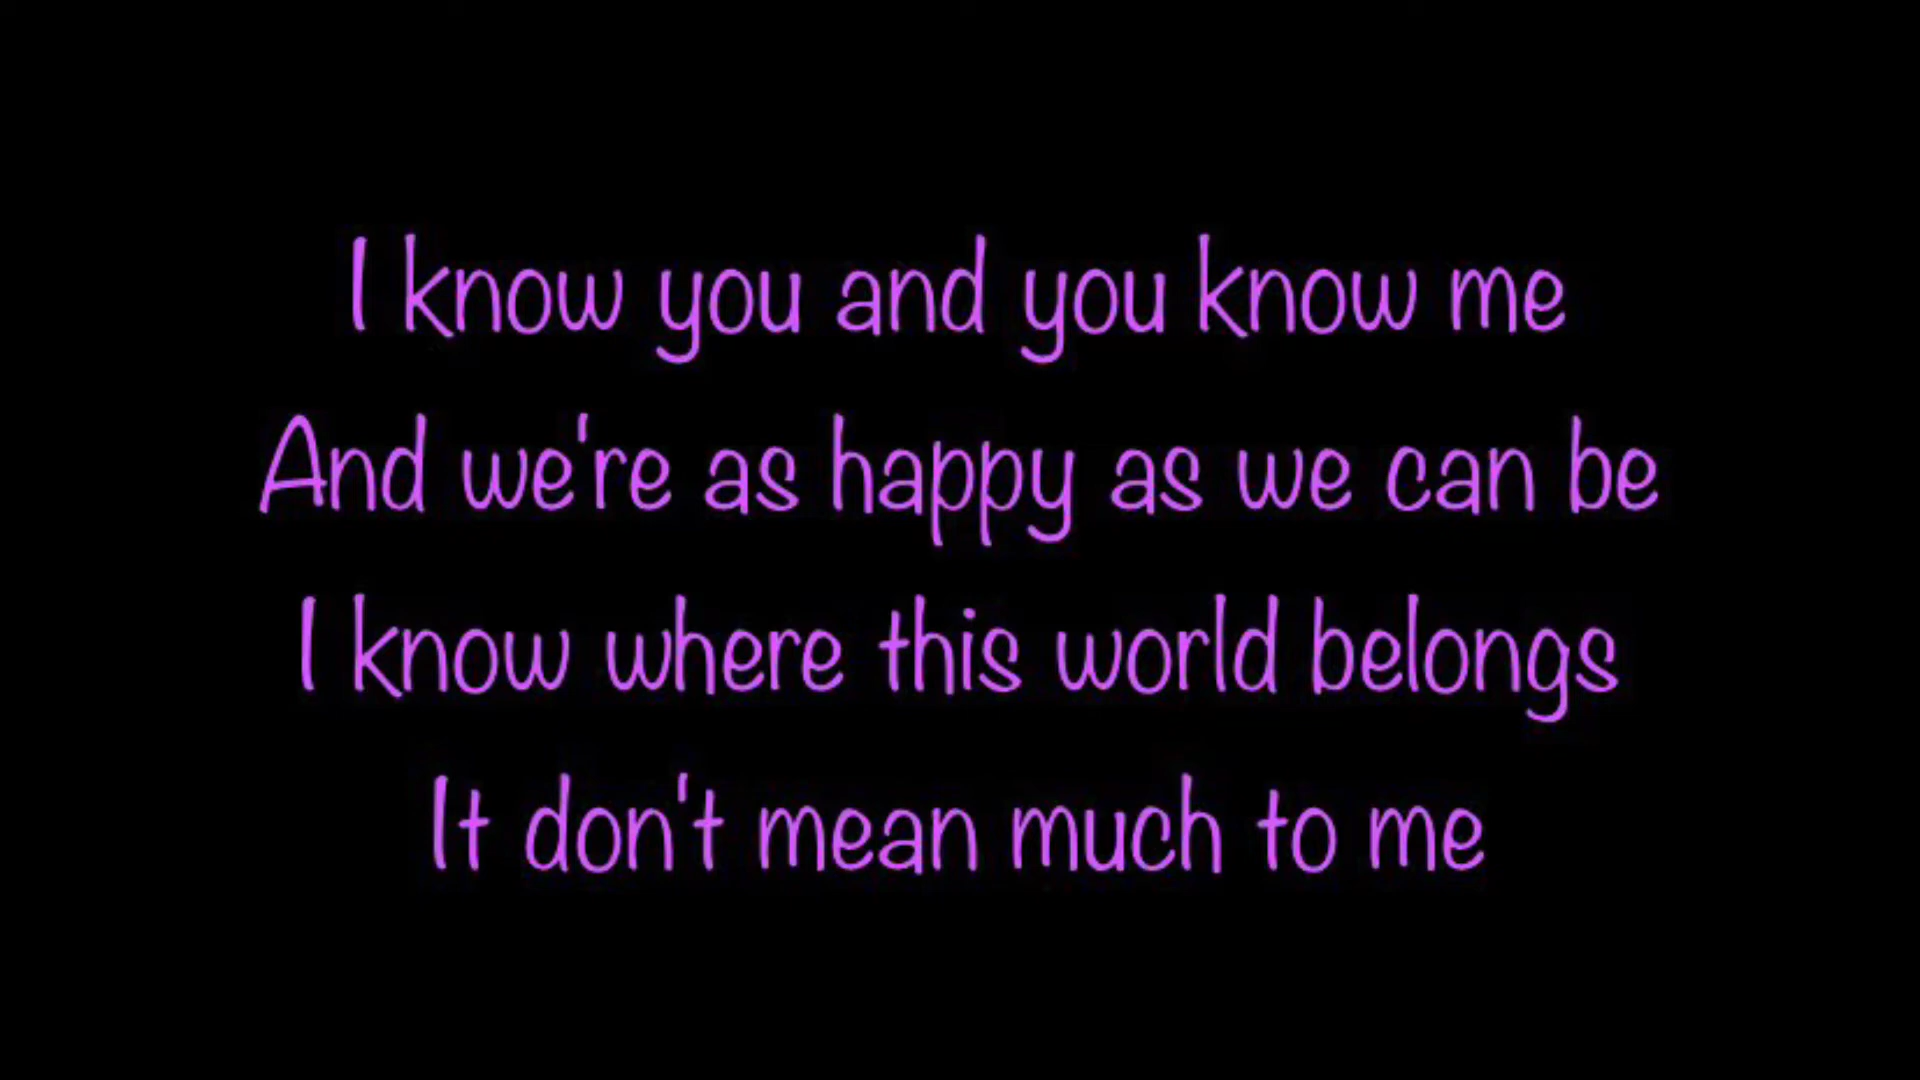 I know you and you know me
And we're as happy as we can be
I know where this world belongs
It don't mean much to me